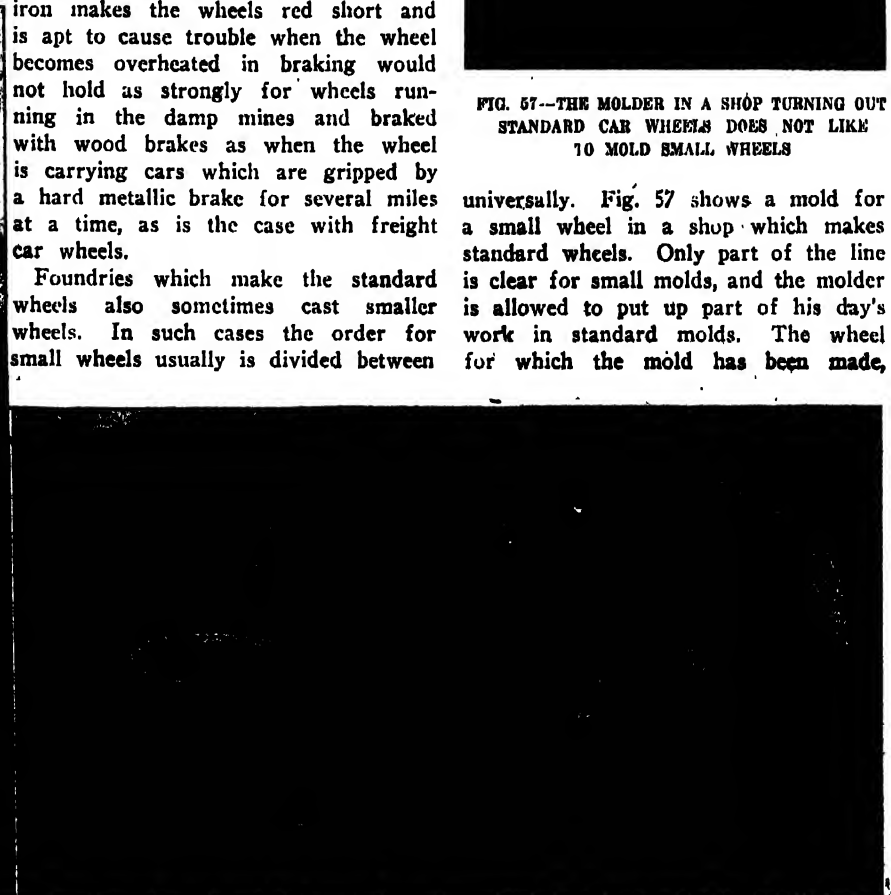 iron makes the wheels red short and
is apt to cause trouble when the wheel
becomes overheated in braking would
not hold as strongly for wheels run-
ning in the damp mines and braked
with wood brakes as when the wheel
is carrying cars which are gripped by
a hard metallic brake for several miles
at a time, as is the case with freight
car wheels.
Foundries which make the standard
wheels also sometimes cast smaller
wheels. In such cases the order for
small wheels usually is divided between
FIG. 57--THE MOLDER IN A SHOP TURNING OUT
STANDARD CAR WHEELS DOES NOT LIKE
TO MOLD SMALL WHEELS
universally. Fig. 57 shows a mold for
a small wheel in a shop which makes
standard wheels. Only part of the line
is clear for small molds, and the molder
is allowed to put up part of his day's
work in standard molds. The wheel
for which the mold has been made,